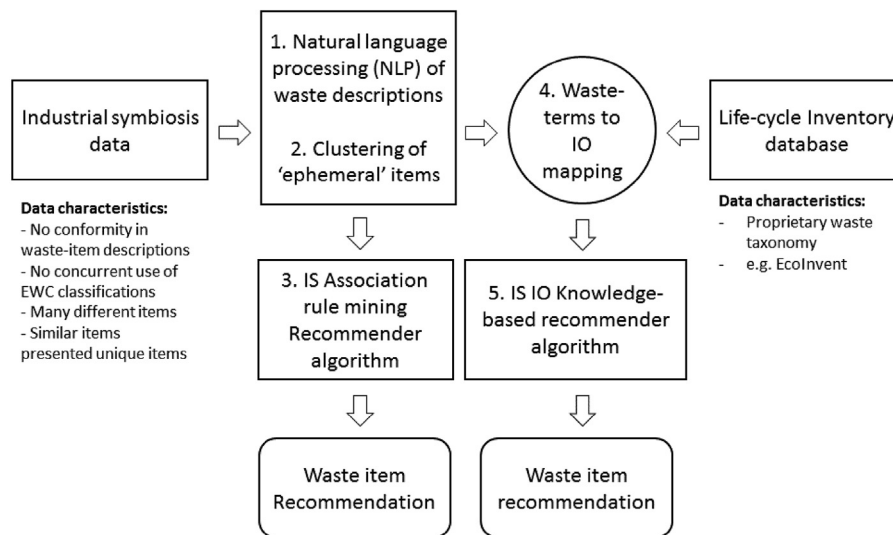 Industrial symbiosis
data
Data characteristics:
- No conformity in
waste-item descriptions
- No concurrent use of
EWC classifications
- Many different items
- Similar items
presented unique items
1. Natural language
processing (NLP) of
waste descriptions
2. Clustering of
‘ephemeral’ items
3. IS Association
rule mining
Recommender
algorithm
Waste item
Recommendation
4. Waste-
terms to
IO
mapping
5. IS IO Knowledge-
based recommender
algorithm
Waste item
recommendation
Life-cycle Inventory
database
Data characteristics:
- Proprietary waste
taxonomy
- e.g. EcoInvent